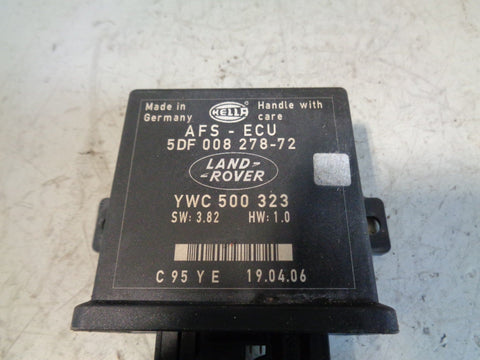 Made in Germany
HELLA
Handle with care
AFS - ECU
5DF 008 278-72
LAND-
-ROVER
YWC 500 323
SW: 3.82 HW: 1.0
C 95 Y E 19.04.06